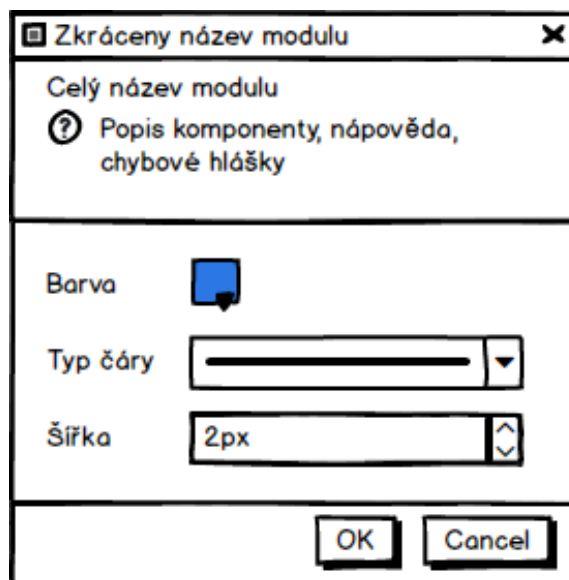 Zkráceny název modulu
Celý název modulu
Popis komponenty, nápověda,
chybové hlášky
Barva
Typ čáry
Šířka
2px
OK
Cancel